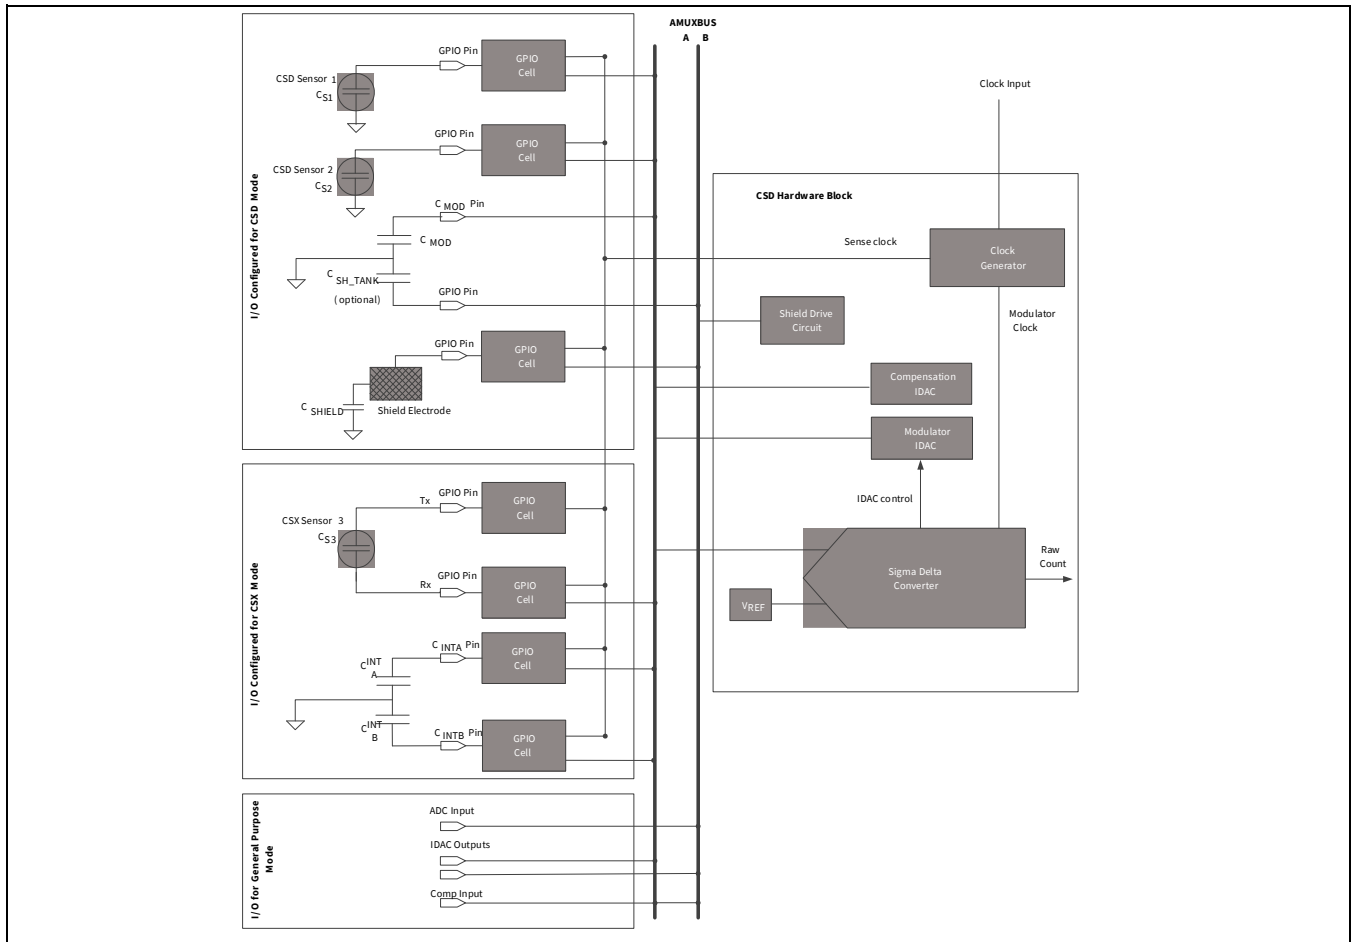 AMUXBUS
A B
I/O Configured for CSD Mode
GPIO Pin
GPIO
Cell
CSD Sensor 1
CS1
GPIO Pin
GPIO
Cell
CSD Sensor 2
CS2
C MOD Pin
C MOD
C SH_TANK
(optional)
GPIO Pin
GPIO Pin
GPIO
Cell
C SHIELD
Shield Electrode
I/O Configured for CSX Mode
Tx
GPIO Pin
GPIO
Cell
CSX Sensor 3
CS3
GPIO Pin
Rx
GPIO
Cell
C INTA Pin
GPIO
Cell
CINT
A
CINT
B
C INTB Pin
GPIO
Cell
I/O for General Purpose
Mode
ADC Input
IDAC Outputs
Comp Input
Clock Input
CSD Hardware Block
Sense clock
Clock
Generator
Shield Drive
Circuit
Modulator
Clock
Compensation
IDAC
Modulator
IDAC
IDAC control
Sigma Delta
Converter
Raw
Count
VREF